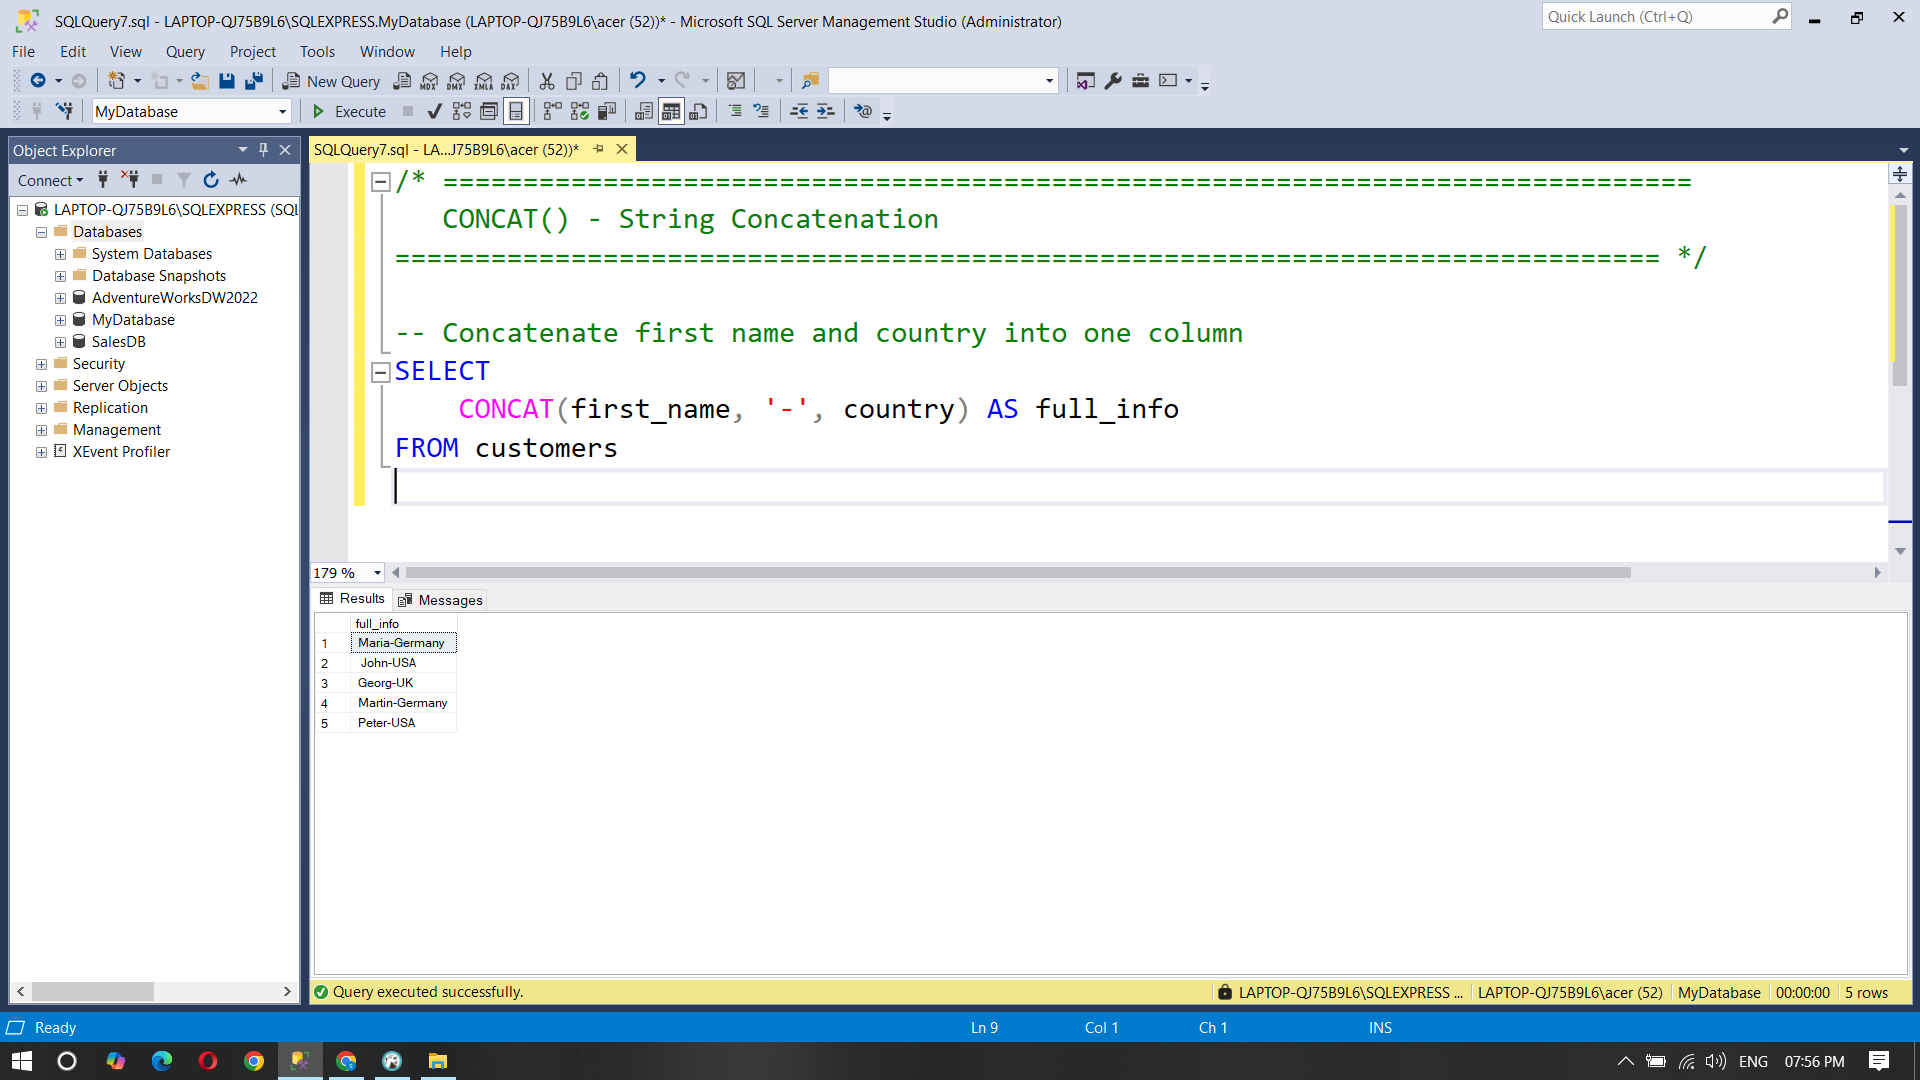 SQLQuery7.sql - LAPTOP-QJ75B9L6\SQLEXPRESS.MyDatabase (LAPTOP-QJ75B9L6\acer (52))* - Microsoft SQL Server Management Studio (Administrator)
Quick Launch (Ctrl+Q)
File Edit View Query Project Tools Window Help
New Query MDX DMX XMLA DAX
MyDatabase Execute
Object Explorer
SQLQuery7.sql - LA...J75B9L6\acer (52))*
Connect
LAPTOP-QJ75B9L6\SQLEXPRESS (SQL
Databases
System Databases
Database Snapshots
AdventureWorksDW2022
MyDatabase
SalesDB
Security
Server Objects
Replication
Management
XEvent Profiler
/* ==============================================================================
CONCAT() - String Concatenation
=============================================================================== */
-- Concatenate first name and country into one column
SELECT
CONCAT(first_name, '-', country) AS full_info
FROM customers
179 %
Results Messages
full_info
1 Maria-Germany
2 John-USA
3 Georg-UK
4 Martin-Germany
5 Peter-USA
Query executed successfully.
LAPTOP-QJ75B9L6\SQLEXPRESS ... LAPTOP-QJ75B9L6\acer (52) MyDatabase 00:00:00 5 rows
Ready Ln 9 Col 1 Ch 1 INS
ENG 07:56 PM